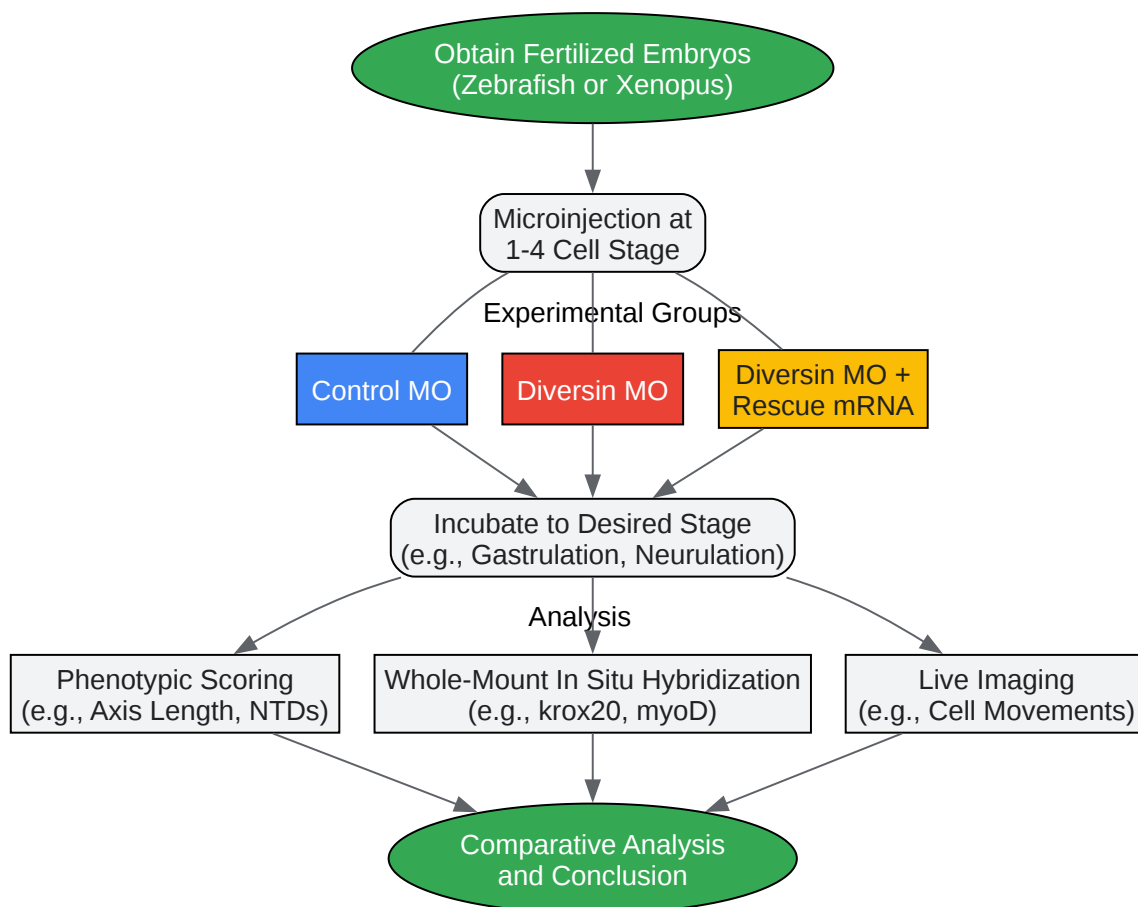 Obtain Fertilized Embryos
(Zebrafish or Xenopus)
Microinjection at
1-4 Cell Stage
Experimental Groups
Control MO
Diversin MO
Diversin MO +
Rescue mRNA
Incubate to Desired Stage
(e.g., Gastrulation, Neurulation)
Analysis
Phenotypic Scoring
(e.g., Axis Length, NTDs)
Whole-Mount In Situ Hybridization
(e.g., krox20, myoD)
Live Imaging
(e.g., Cell Movements)
Comparative Analysis
and Conclusion